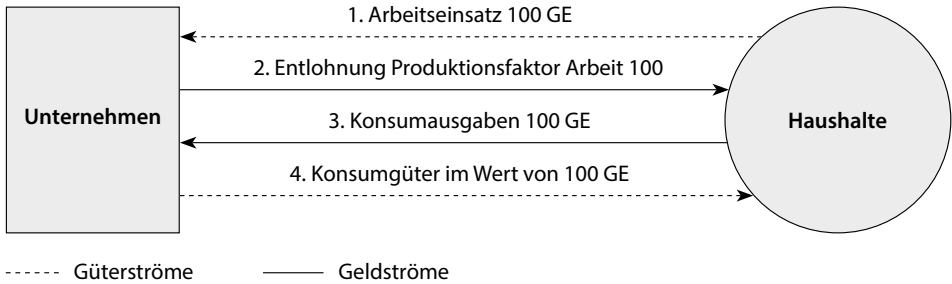 1. Arbeitseinsatz 100 GE
2. Entlohnung Produktionsfaktor Arbeit 100
Unternehmen
3. Konsumausgaben 100 GE
Haushalte
4. Konsumgüter im Wert von 100 GE
Güterströme
Geldströme